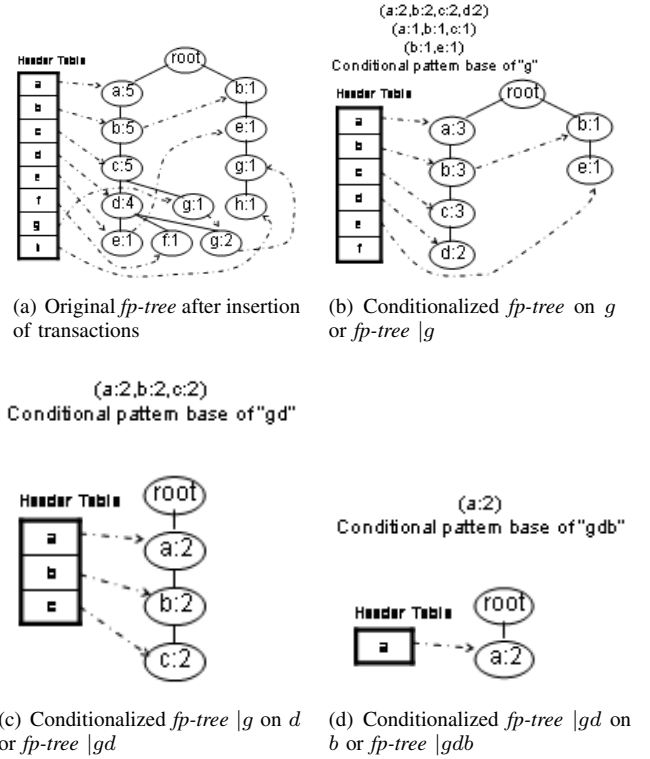 Header Table
a
b
c
d
e
f
g
root
a:5
b:5
c:5
d:4
e:1
f:1
g:2
g:1
b:1
e:1
g:1
h:1
(a) Original fp-tree after insertion
of transactions
(a:2,b:2,c:2,d:2)
(a:1,b:1,c:1)
(b:1,e:1)
Conditional pattern base of "g"
Header Table
a
b
c
d
e
f
root
a:3
b:3
c:3
d:2
b:1
e:1
(b) Conditionalized fp-tree on g
or fp-tree |g
(a:2,b:2,c:2)
Conditional pattern base of "gd"
Header Table
a
b
c
root
a:2
b:2
c:2
(c) Conditionalized fp-tree |g on d
or fp-tree |gd
(a:2)
Conditional pattern base of "gdb"
Header Table
a
root
a:2
(d) Conditionalized fp-tree |gd on
b or fp-tree |gdb